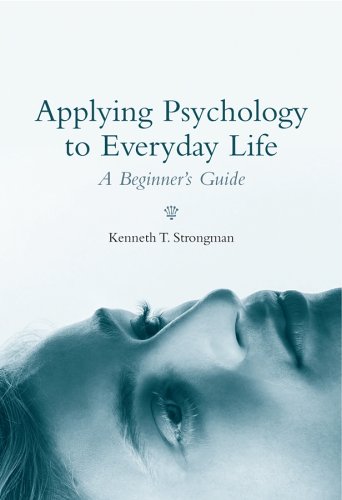 Applying Psychology
to Everyday Life
A Beginner's Guide
Kenneth T. Strongman